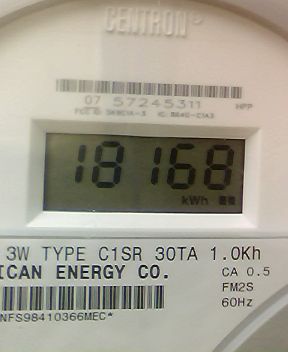 CENTRON®
07 57245311 HPP
18168
kWh
3W TYPE C1SR 30TA 1.0Kh
ICAN ENERGY CO. CA 0.5
FM2S
60Hz
NFS98410366MEC*